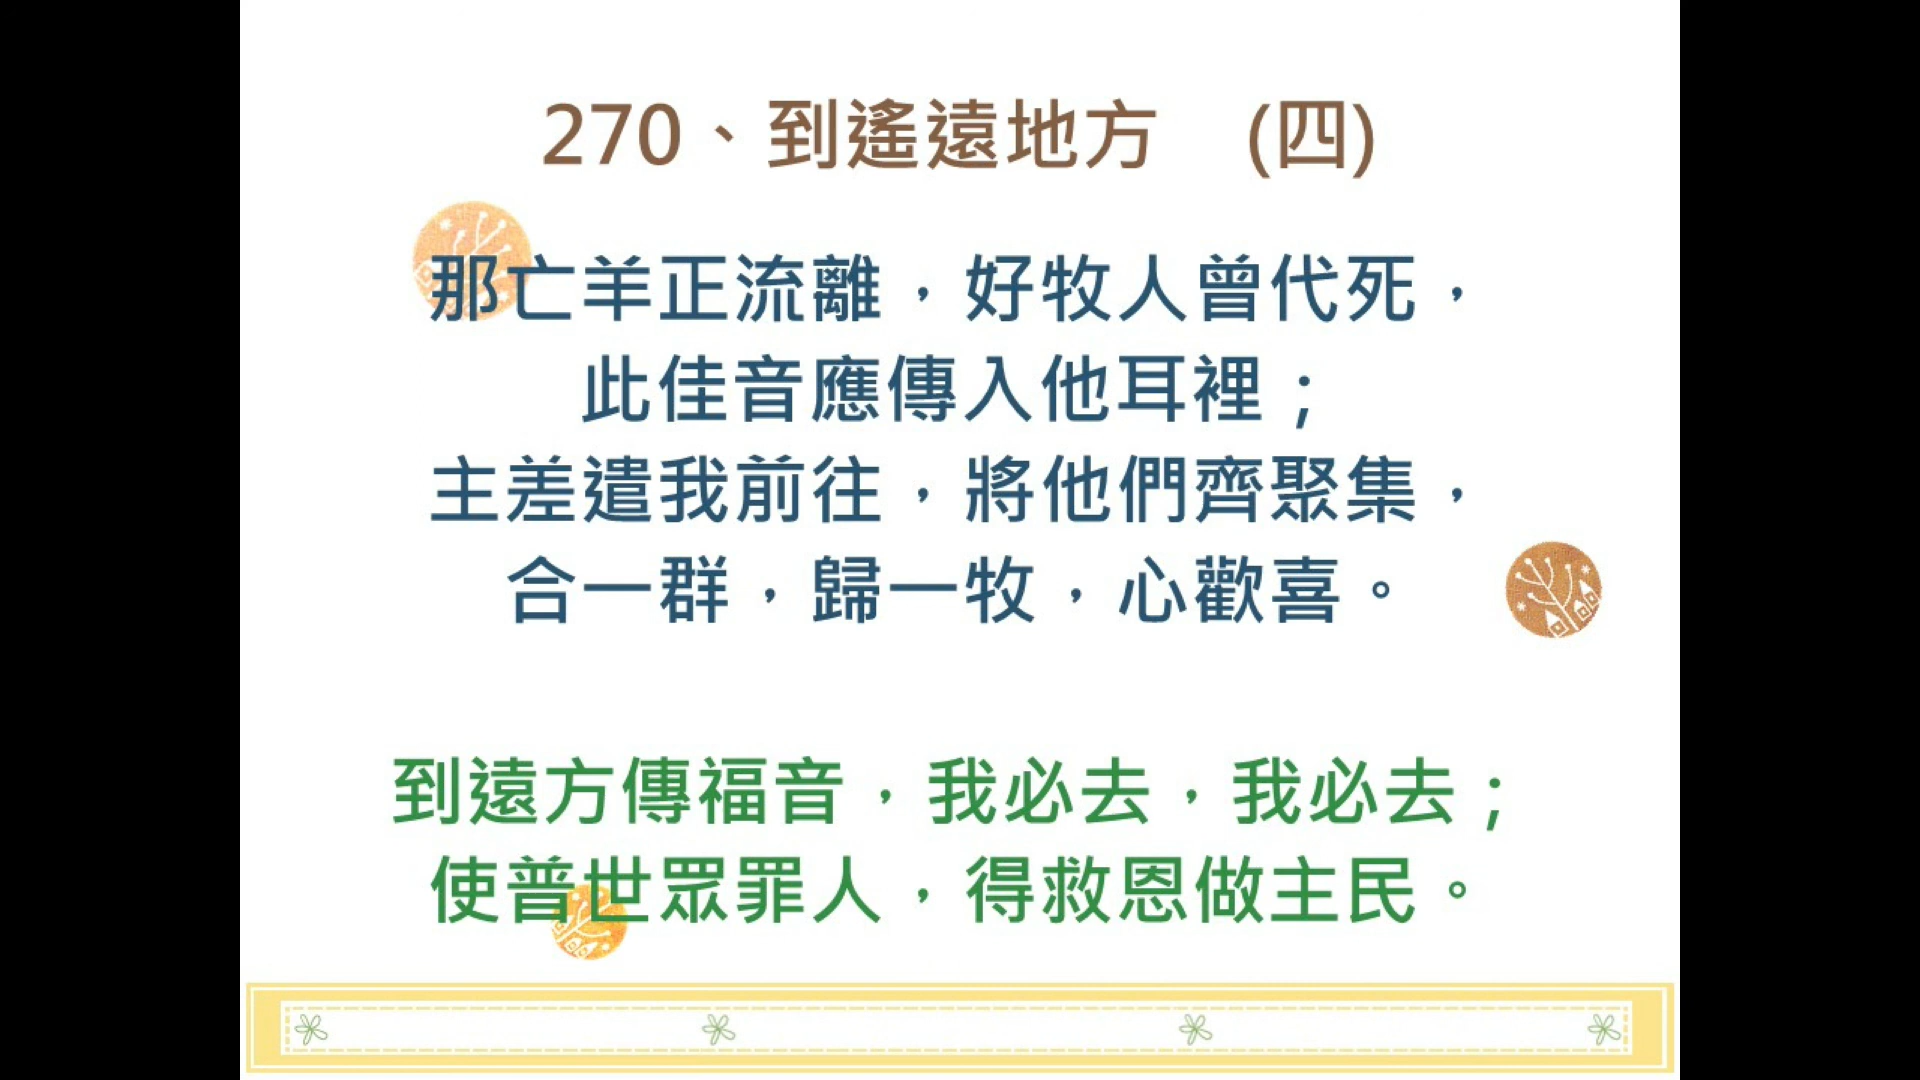 270、到遙遠地方　(四)
那亡羊正流離，好牧人曾代死，
此佳音應傳入他耳裡；
主差遣我前往，將他們齊聚集，
合一群，歸一牧，心歡喜。
到遠方傳福音，我必去，我必去；
使普世眾罪人，得救恩做主民。